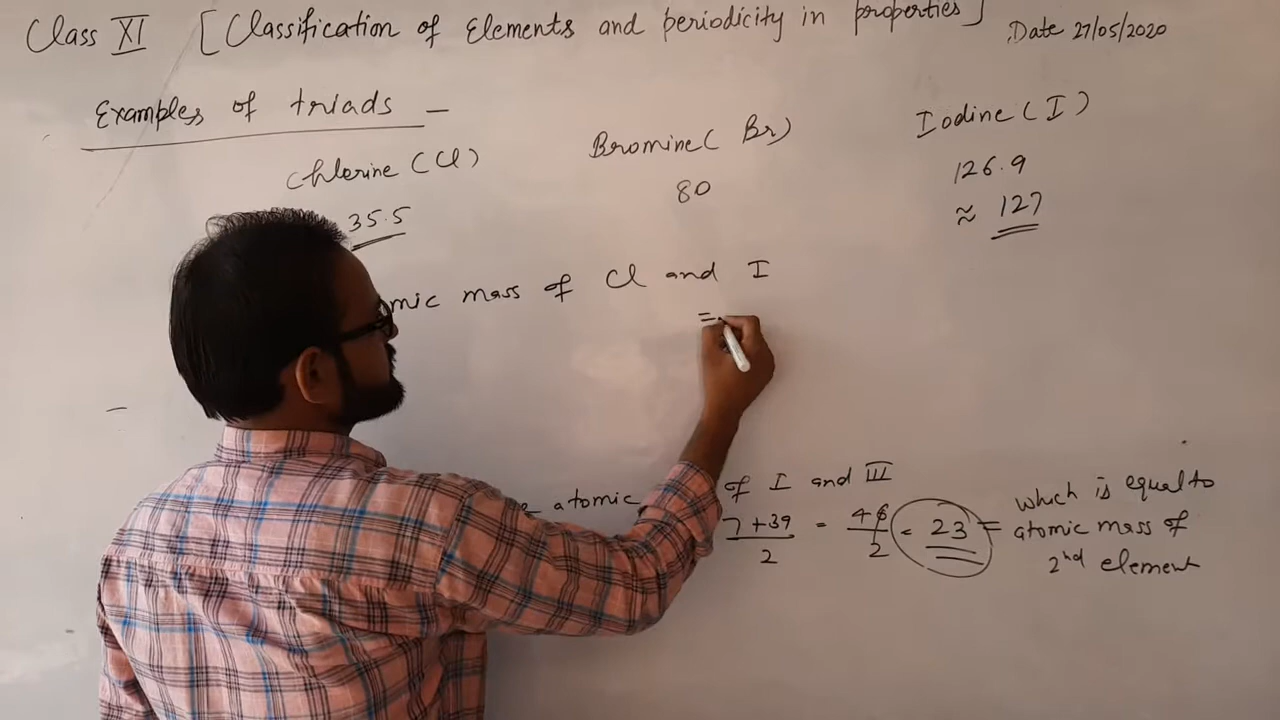 Class XI [Classification of Elements and periodicity in properties] Date 27/05/2020
Examples of triads -
Chlorine (Cl) Bromine (Br) Iodine (I)
35.5 80 126.9
≈ 127
mic mass of Cl and I
=
atomic of I and III
7+39/2 = 46/2 = 23 = which is equal to
atomic mass of
2nd element